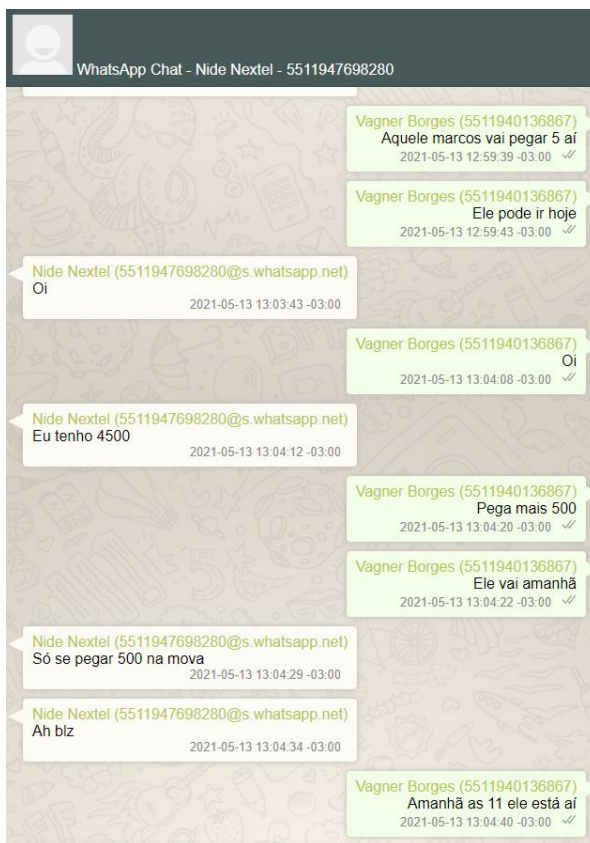 WhatsApp Chat - Nide Nextel - 5511947698280
Vagner Borges (5511940136867)
Aquele marcos vai pegar 5 aí
2021-05-13 12:59:39 -03:00
Vagner Borges (5511940136867)
Ele pode ir hoje
2021-05-13 12:59:43 -03:00
Nide Nextel (5511947698280@s.whatsapp.net)
Oi
2021-05-13 13:03:43 -03:00
Vagner Borges (5511940136867)
Oi
2021-05-13 13:04:08 -03:00
Nide Nextel (5511947698280@s.whatsapp.net)
Eu tenho 4500
2021-05-13 13:04:12 -03:00
Vagner Borges (5511940136867)
Pega mais 500
2021-05-13 13:04:20 -03:00
Vagner Borges (5511940136867)
Ele vai amanhã
2021-05-13 13:04:22 -03:00
Nide Nextel (5511947698280@s.whatsapp.net)
Só se pegar 500 na mova
2021-05-13 13:04:29 -03:00
Nide Nextel (5511947698280@s.whatsapp.net)
Ah blz
2021-05-13 13:04:34 -03:00
Vagner Borges (5511940136867)
Amanhã as 11 ele está aí
2021-05-13 13:04:40 -03:00